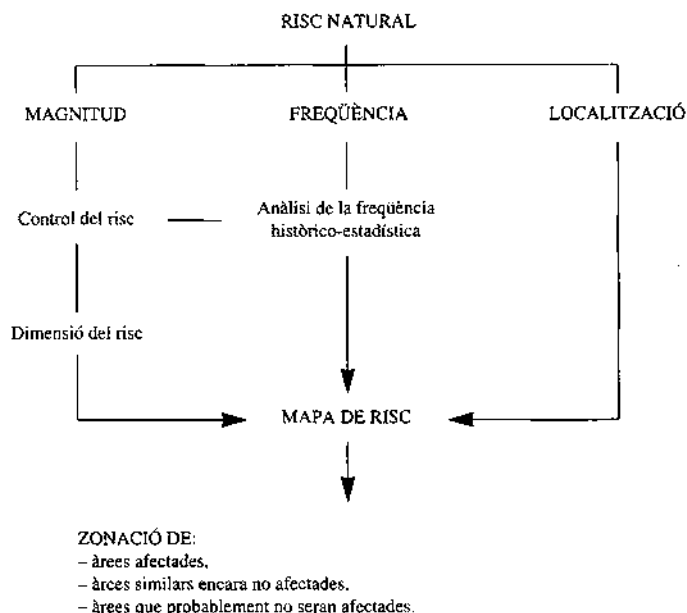 RISC NATURAL
MAGNITUD
FREQÜÈNCIA
LOCALITZACIÓ
Control del risc
Anàlisi de la freqüència
històrico-estadística
Dimensió del risc
MAPA DE RISC
ZONACIÓ DE:
– àrees afectades,
– àrees similars encara no afectades.
– àrees que probablement no seran afectades.